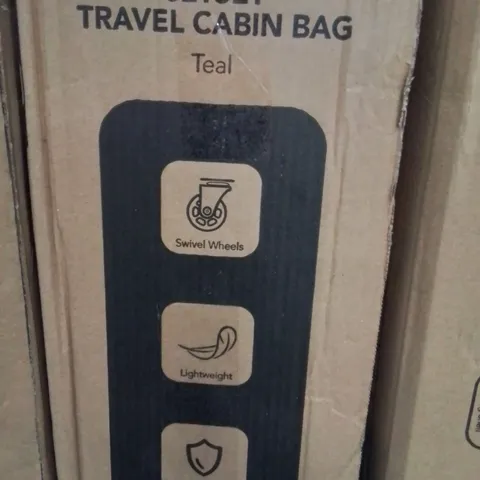 TRAVEL CABIN BAG
Teal
Swivel Wheels
Lightweight